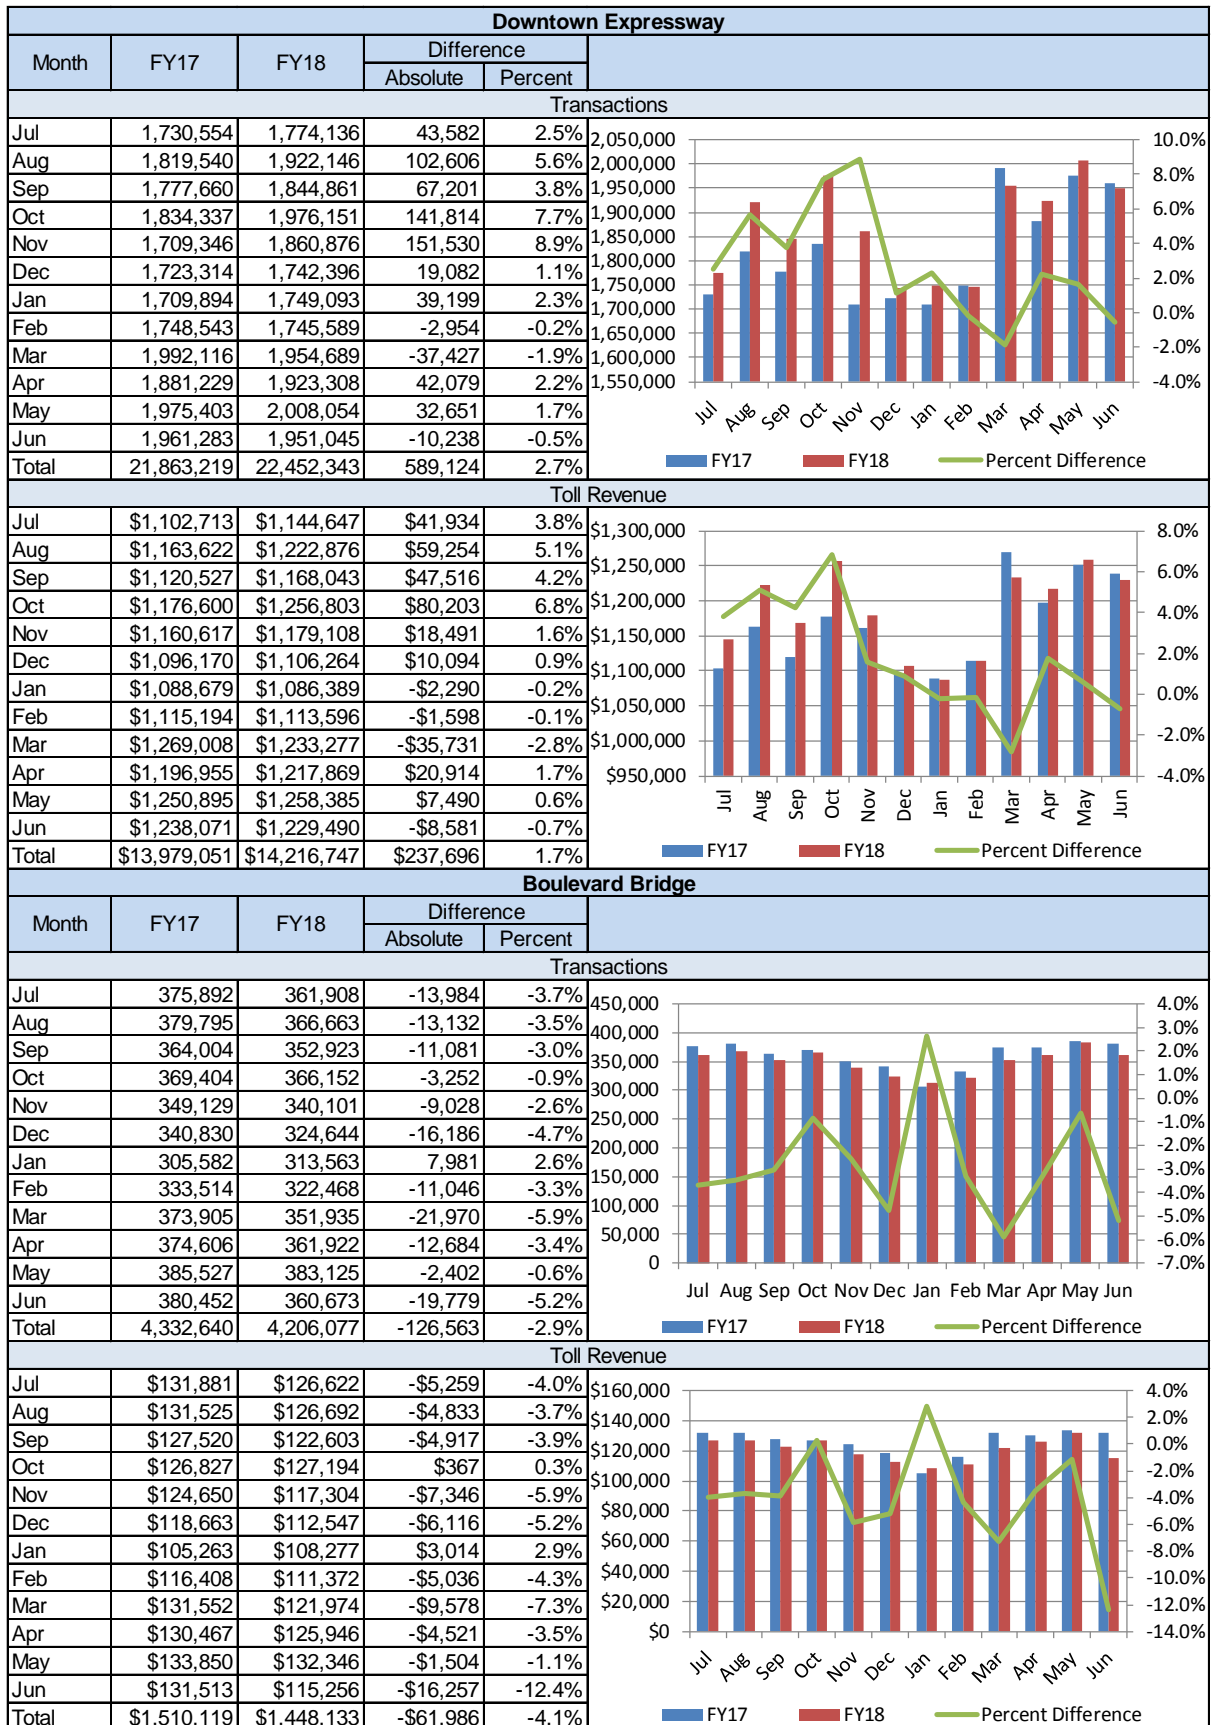 Downtown Expressway
Month FY17 FY18 Difference
Absolute Percent
Transactions
Jul 1,730,554 1,774,136 43,582 2.5%
Aug 1,819,540 1,922,146 102,606 5.6%
Sep 1,777,660 1,844,861 67,201 3.8%
Oct 1,834,337 1,976,151 141,814 7.7%
Nov 1,709,346 1,860,876 151,530 8.9%
Dec 1,723,314 1,742,396 19,082 1.1%
Jan 1,709,894 1,749,093 39,199 2.3%
Feb 1,748,543 1,745,589 -2,954 -0.2%
Mar 1,992,116 1,954,689 -37,427 -1.9%
Apr 1,881,229 1,923,308 42,079 2.2%
May 1,975,403 2,008,054 32,651 1.7%
Jun 1,961,283 1,951,045 -10,238 -0.5%
Total 21,863,219 22,452,343 589,124 2.7%
2,050,000 10.0%
2,000,000 8.0%
1,950,000
1,900,000 6.0%
1,850,000 4.0%
1,800,000
1,750,000 2.0%
1,700,000 0.0%
1,650,000
1,600,000 -2.0%
1,550,000 -4.0%
Jul Aug Sep Oct Nov Dec Jan Feb Mar Apr May Jun
FY17 FY18 Percent Difference
Toll Revenue
Jul $1,102,713 $1,144,647 $41,934 3.8%
Aug $1,163,622 $1,222,876 $59,254 5.1%
Sep $1,120,527 $1,168,043 $47,516 4.2%
Oct $1,176,600 $1,256,803 $80,203 6.8%
Nov $1,160,617 $1,179,108 $18,491 1.6%
Dec $1,096,170 $1,106,264 $10,094 0.9%
Jan $1,088,679 $1,086,389 -$2,290 -0.2%
Feb $1,115,194 $1,113,596 -$1,598 -0.1%
Mar $1,269,008 $1,233,277 -$35,731 -2.8%
Apr $1,196,955 $1,217,869 $20,914 1.7%
May $1,250,895 $1,258,385 $7,490 0.6%
Jun $1,238,071 $1,229,490 -$8,581 -0.7%
Total $13,979,051 $14,216,747 $237,696 1.7%
$1,300,000 8.0%
$1,250,000 6.0%
$1,200,000 4.0%
$1,150,000
$1,100,000 2.0%
$1,050,000 0.0%
$1,000,000 -2.0%
$950,000 -4.0%
Jul Aug Sep Oct Nov Dec Jan Feb Mar Apr May Jun
FY17 FY18 Percent Difference
Boulevard Bridge
Month FY17 FY18 Difference
Absolute Percent
Transactions
Jul 375,892 361,908 -13,984 -3.7%
Aug 379,795 366,663 -13,132 -3.5%
Sep 364,004 352,923 -11,081 -3.0%
Oct 369,404 366,152 -3,252 -0.9%
Nov 349,129 340,101 -9,028 -2.6%
Dec 340,830 324,644 -16,186 -4.7%
Jan 305,582 313,563 7,981 2.6%
Feb 333,514 322,468 -11,046 -3.3%
Mar 373,905 351,935 -21,970 -5.9%
Apr 374,606 361,922 -12,684 -3.4%
May 385,527 383,125 -2,402 -0.6%
Jun 380,452 360,673 -19,779 -5.2%
Total 4,332,640 4,206,077 -126,563 -2.9%
450,000 4.0%
400,000 3.0%
350,000 2.0%
300,000 1.0%
250,000 0.0%
200,000 -1.0%
150,000 -2.0%
100,000 -3.0%
50,000 -4.0%
0 -5.0%
-6.0%
-7.0%
Jul Aug Sep Oct Nov Dec Jan Feb Mar Apr May Jun
FY17 FY18 Percent Difference
Toll Revenue
Jul $131,881 $126,622 -$5,259 -4.0%
Aug $131,525 $126,692 -$4,833 -3.7%
Sep $127,520 $122,603 -$4,917 -3.9%
Oct $126,827 $127,194 $367 0.3%
Nov $124,650 $117,304 -$7,346 -5.9%
Dec $118,663 $112,547 -$6,116 -5.2%
Jan $105,263 $108,277 $3,014 2.9%
Feb $116,408 $111,372 -$5,036 -4.3%
Mar $131,552 $121,974 -$9,578 -7.3%
Apr $130,467 $125,946 -$4,521 -3.5%
May $133,850 $132,346 -$1,504 -1.1%
Jun $131,513 $115,256 -$16,257 -12.4%
Total $1,510,119 $1,448,133 -$61,986 -4.1%
$160,000 4.0%
$140,000 2.0%
$120,000 0.0%
$100,000 -2.0%
$80,000 -4.0%
$60,000 -6.0%
$40,000 -8.0%
$20,000 -10.0%
$0 -12.0%
-14.0%
Jul Aug Sep Oct Nov Dec Jan Feb Mar Apr May Jun
FY17 FY18 Percent Difference